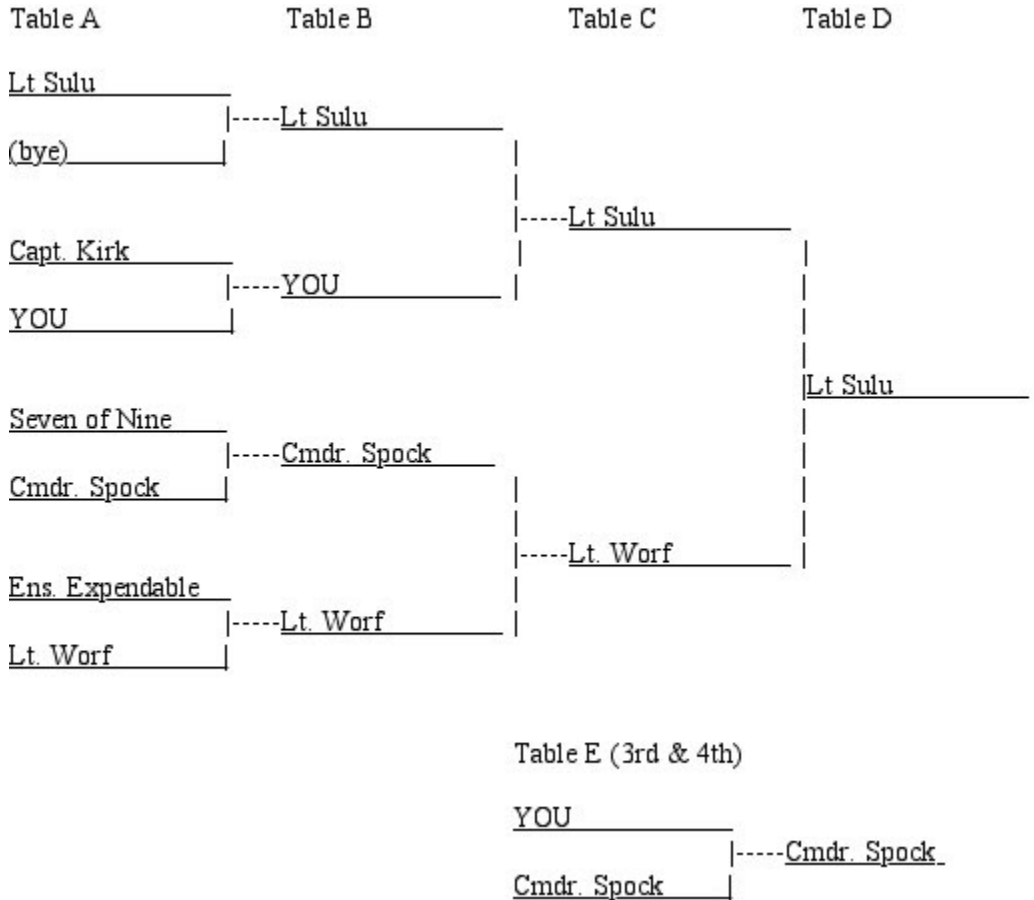 Table A Table B Table C Table D
Lt Sulu
Lt Sulu
(bye)
Lt Sulu
Capt. Kirk
YOU
YOU
Lt Sulu
Seven of Nine
Cmdr. Spock
Cmdr. Spock
Lt. Worf
Ens. Expendable
Lt. Worf
Lt. Worf
Table E (3rd & 4th)
YOU
Cmdr. Spock
Cmdr. Spock